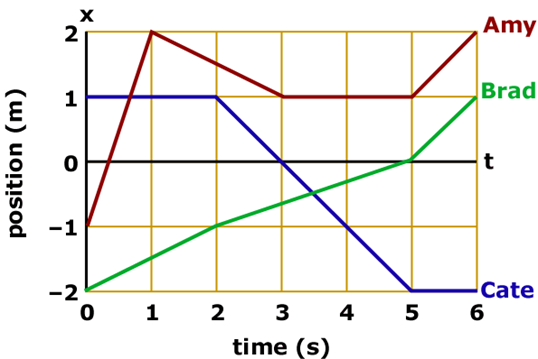 x
Amy
2
Brad
1
0
t
−1
−2
Cate
0 1 2 3 4 5 6
position (m)
time (s)